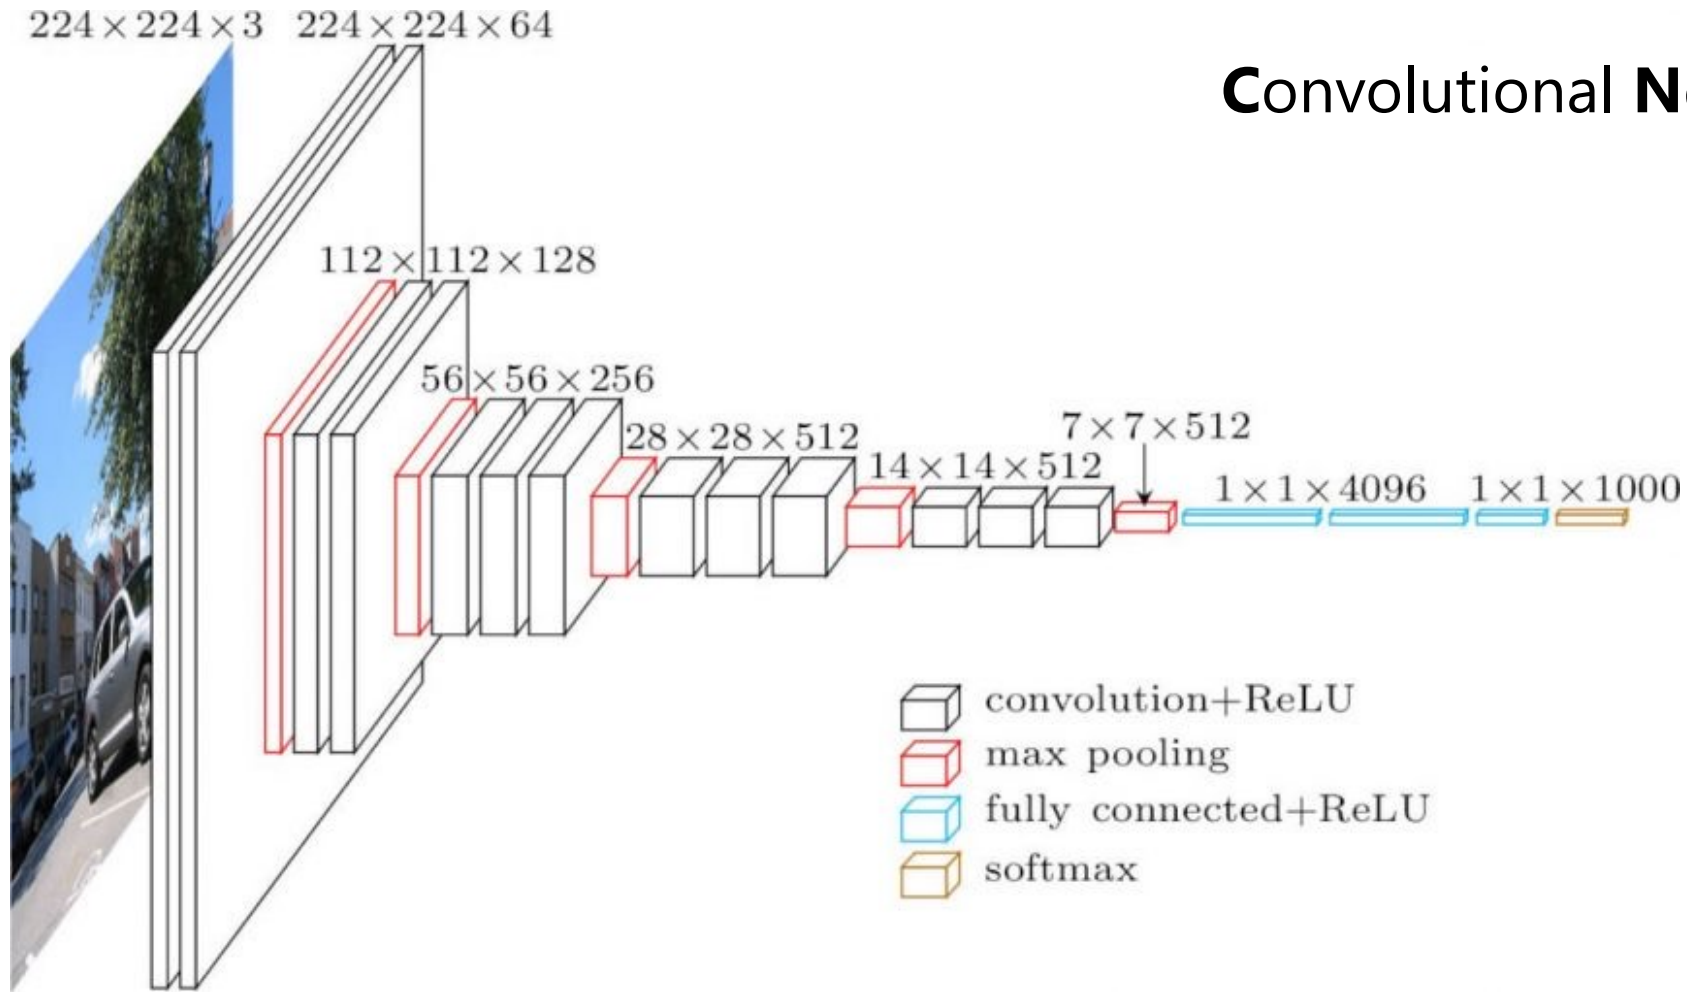 224×224×3 224×224×64
Convolutional
112×112×128
56×56×256
28×28×512
7×7×512
14×14×512
1×1×4096 1×1×1000
convolution+ReLU
max pooling
fully connected+ReLU
softmax